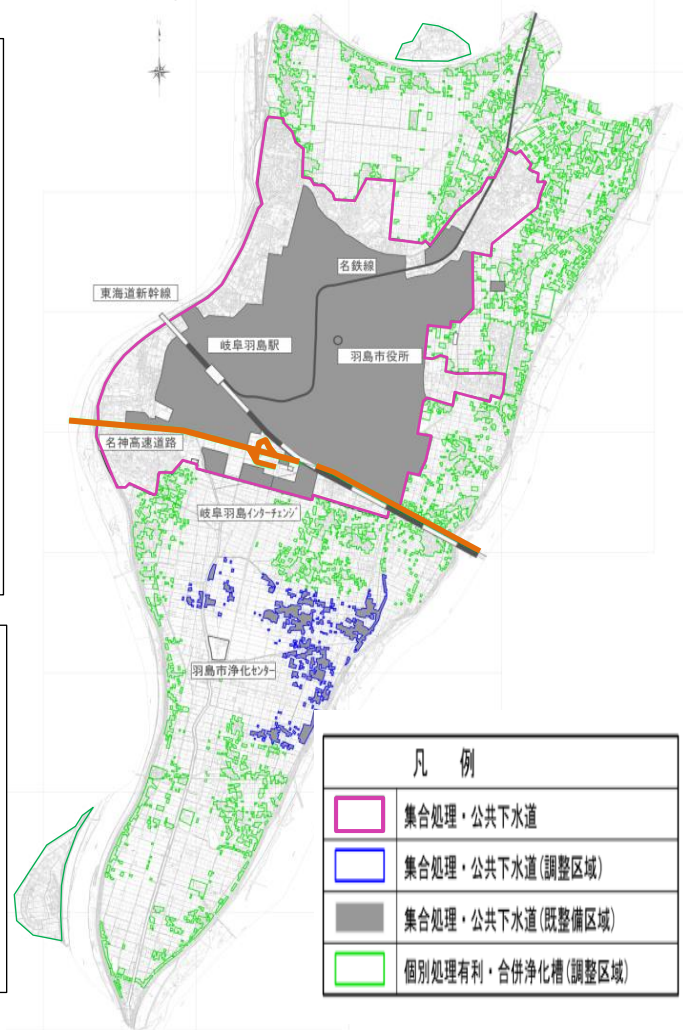 名鉄線
東海道新幹線
岐阜羽島駅
羽島市役所
名神高速道路
岐阜羽島インターチェンジ
羽島市浄化センター
凡 例
集合処理・公共下水道
集合処理・公共下水道(調整区域)
集合処理・公共下水道(既整備区域)
個別処理有利・合併浄化槽(調整区域)